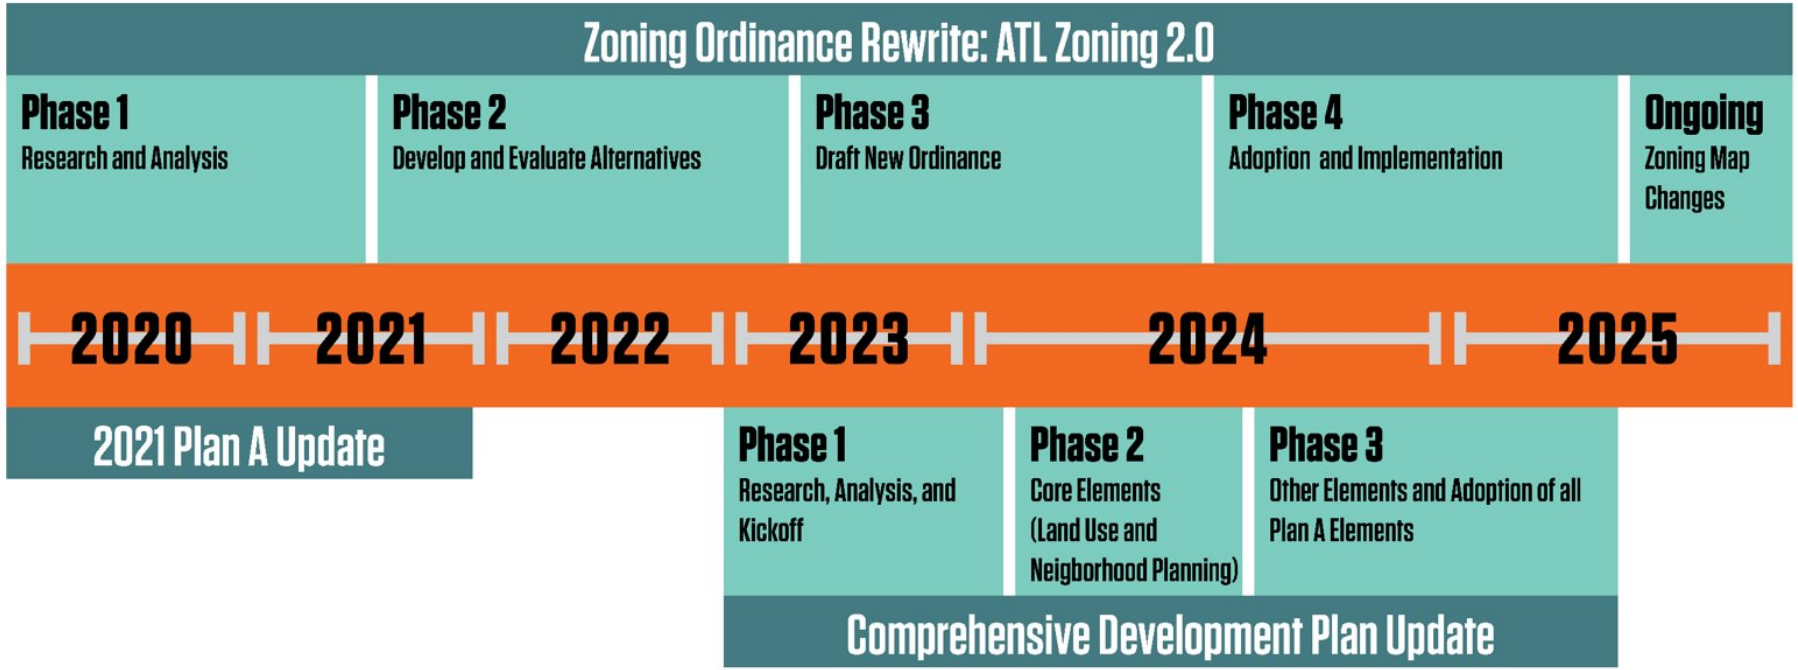 Zoning Ordinance Rewrite: ATL Zoning 2.0
Phase 1
Research and Analysis
Phase 2
Develop and Evaluate Alternatives
Phase 3
Draft New Ordinance
Phase 4
Adoption and Implementation
Ongoing
Zoning Map
Changes
2020
2021
2022
2023
2024
2025
2021 Plan A Update
Phase 1
Research, Analysis, and
Kickoff
Phase 2
Core Elements
(Land Use and
Neigborhood Planning)
Phase 3
Other Elements and Adoption of all
Plan A Elements
Comprehensive Development Plan Update